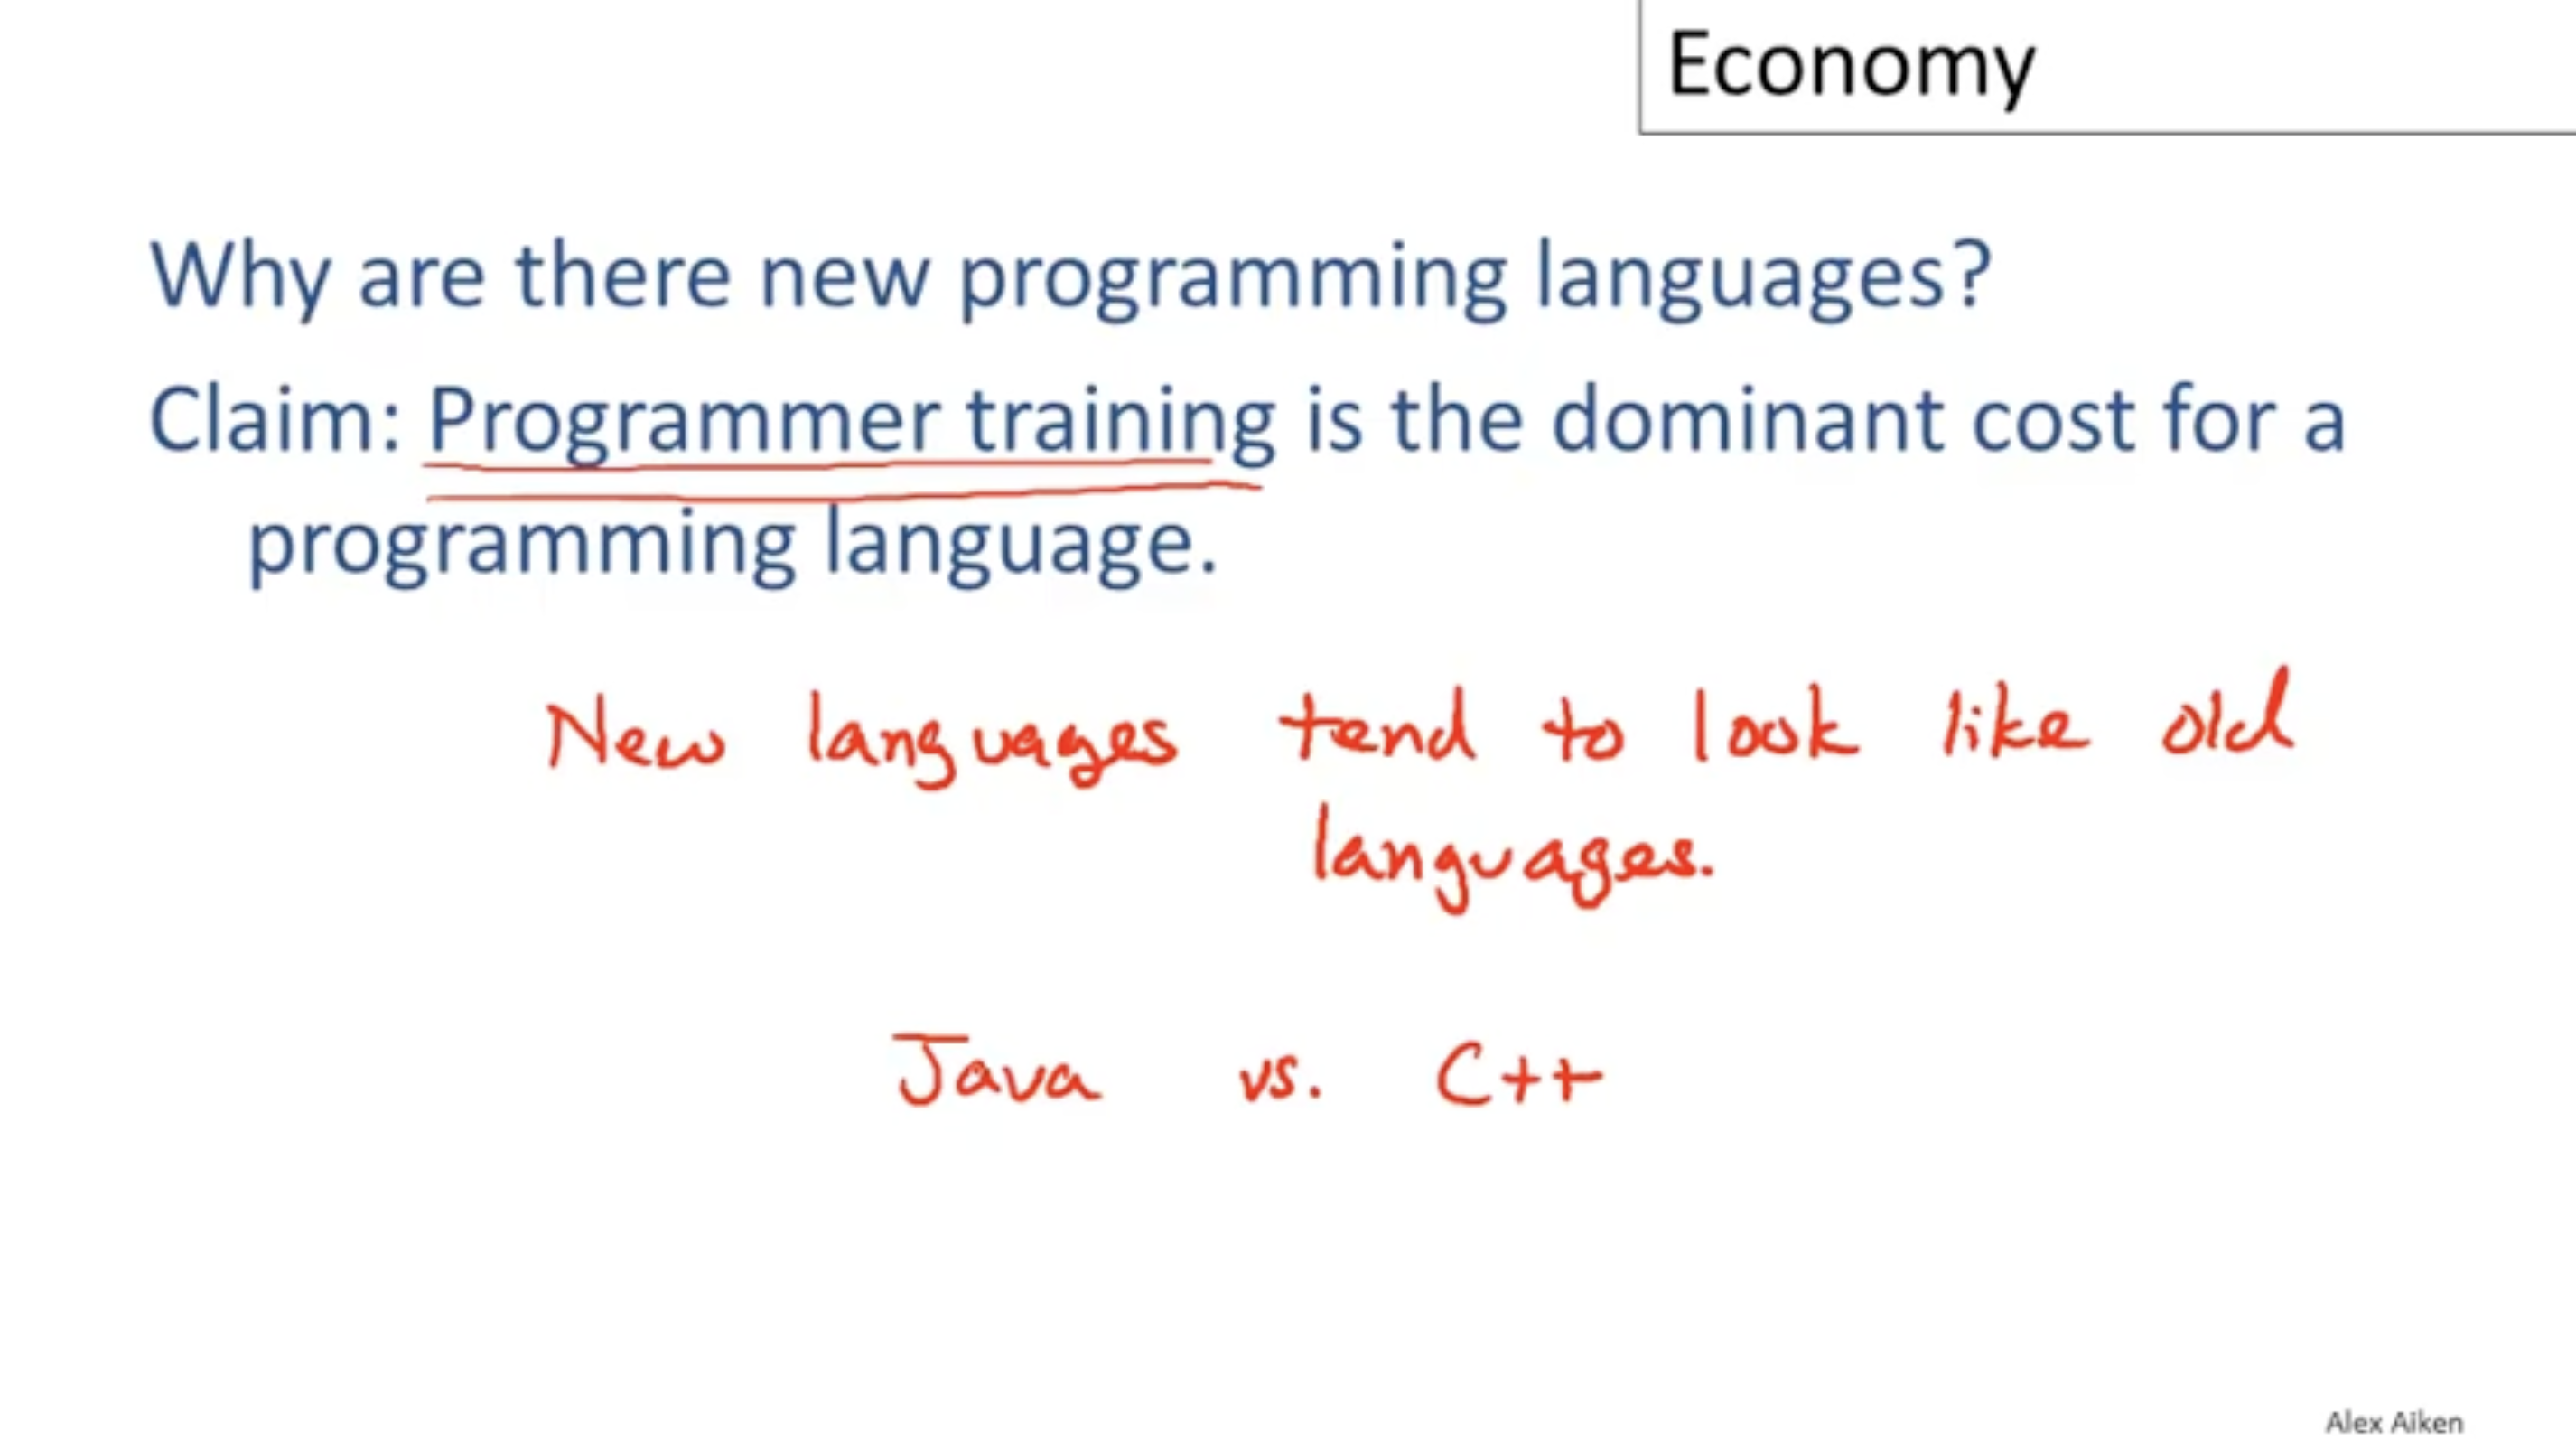 Economy
Why are there new programming languages?
Claim: Programmer training is the dominant cost for a
programming language.
New languages tend to look like old
languages.
Java vs. C++
Alex Aiken